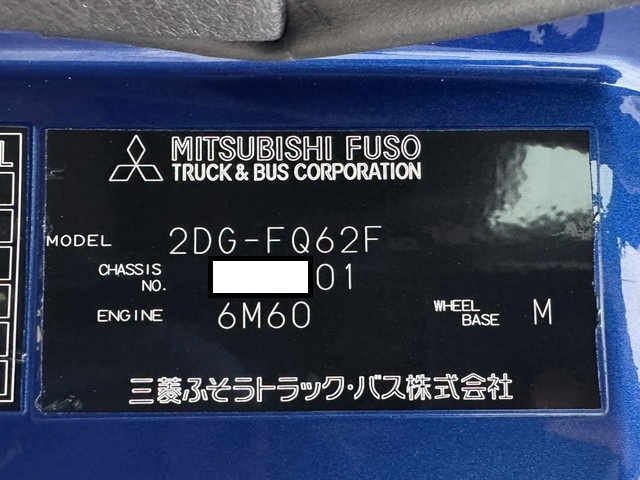 L
MITSUBISHI FUSO
TRUCK & BUS CORPORATION
MODEL 2DG-FQ62F
CHASSIS NO. 01
ENGINE 6M60 WHEEL BASE M
三菱ふそうトラック・バス株式会社